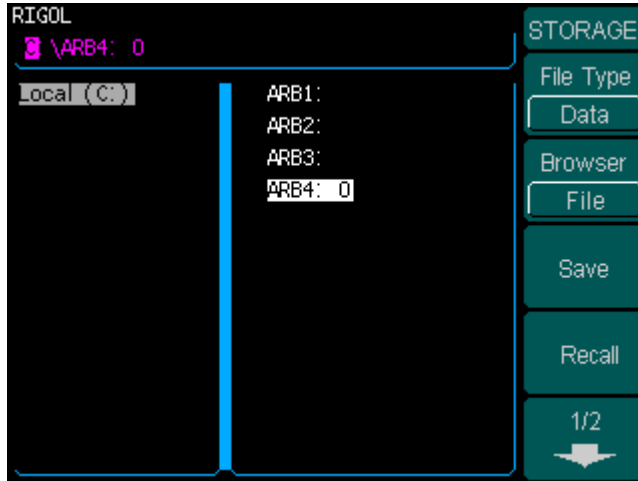 RIGOL
C \ARB4: 0
Local (C:)
ARB1:
ARB2:
ARB3:
ARB4: 0
STORAGE
File Type
Data
Browser
File
Save
Recall
1/2